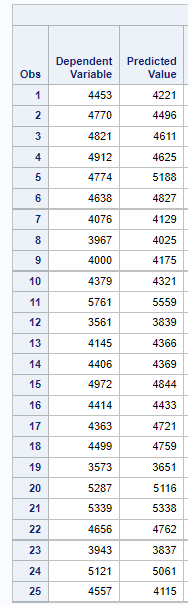 Dependent Predicted
Obs Variable Value
1 4453 4221
2 4770 4496
3 4821 4611
4 4912 4625
5 4774 5188
6 4638 4827
7 4076 4129
8 3967 4025
9 4000 4175
10 4379 4321
11 5761 5559
12 3561 3839
13 4145 4366
14 4406 4369
15 4972 4844
16 4414 4433
17 4363 4721
18 4499 4759
19 3573 3651
20 5287 5116
21 5339 5338
22 4656 4762
23 3943 3837
24 5121 5061
25 4557 4115